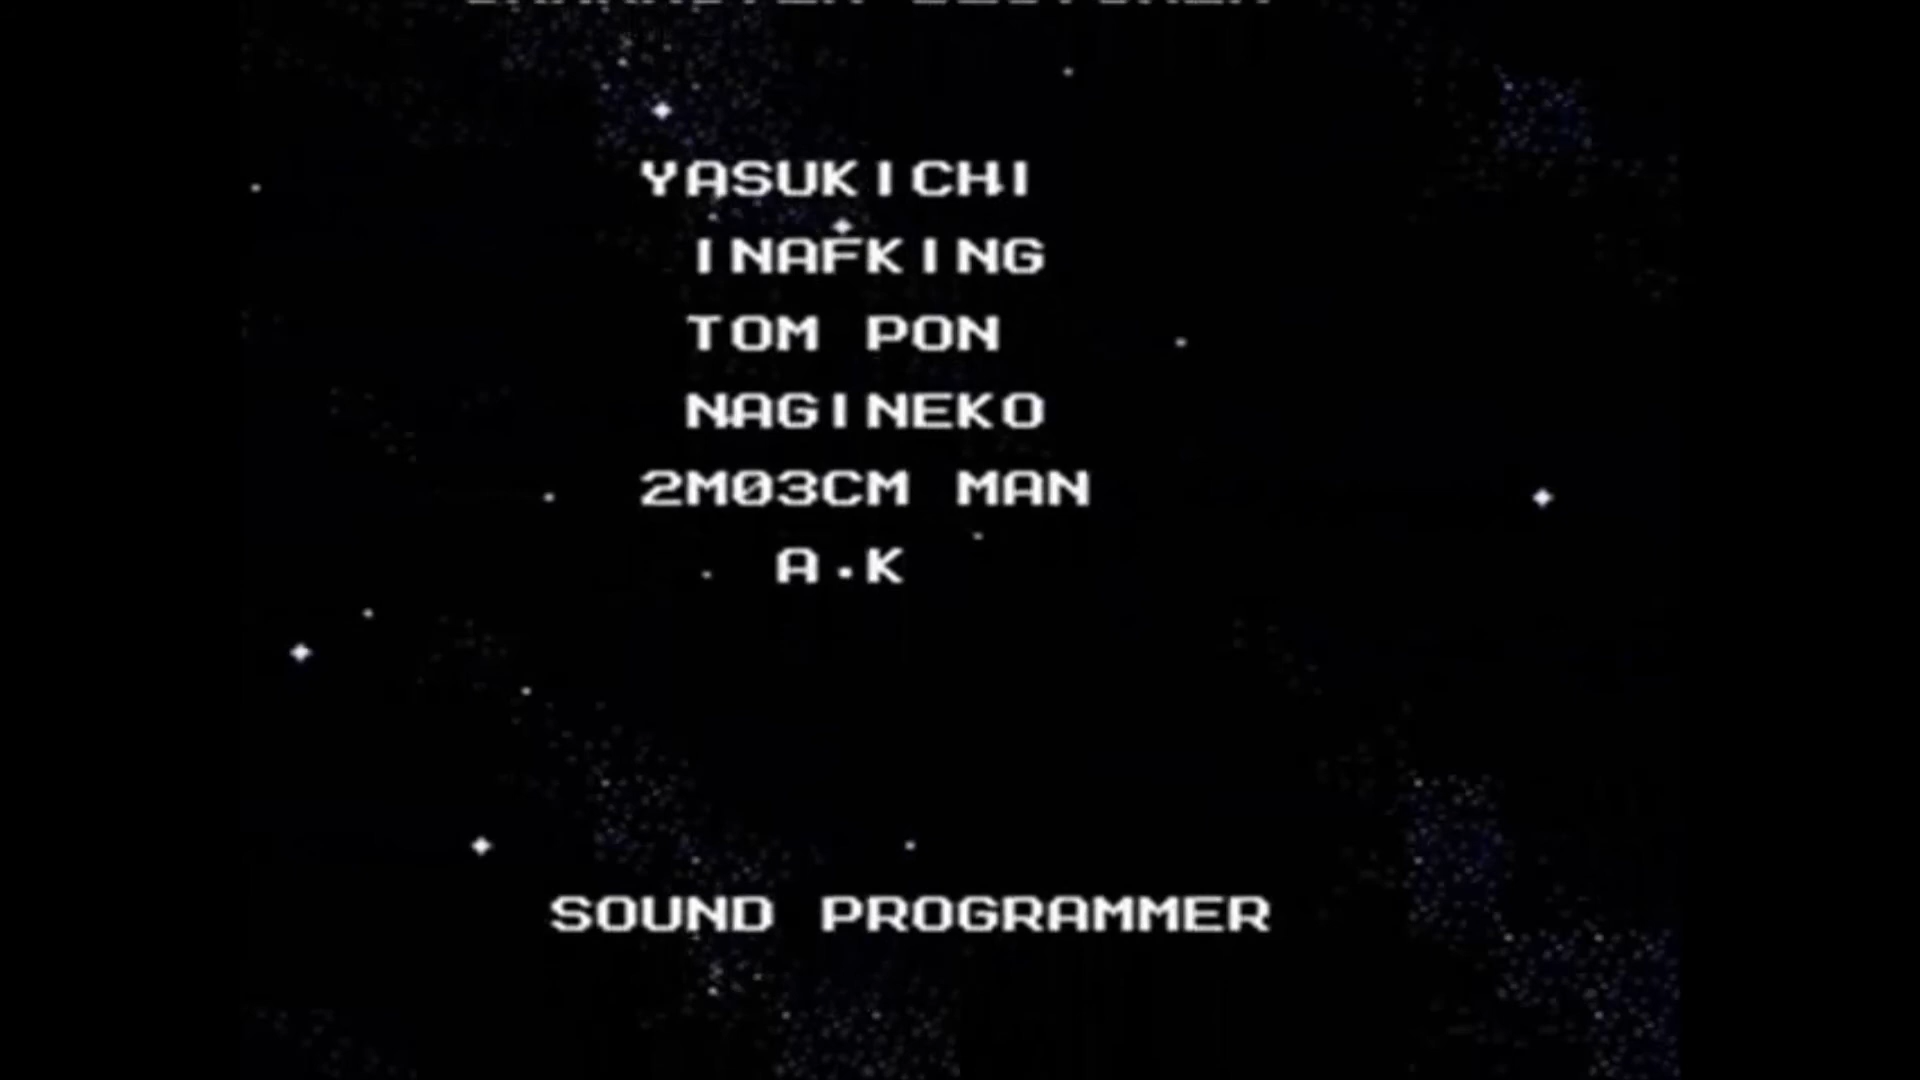 YASUKICHI
INAFKING
TOM PON
NAGINEKO
2M03CM MAN
A.K
SOUND PROGRAMMER